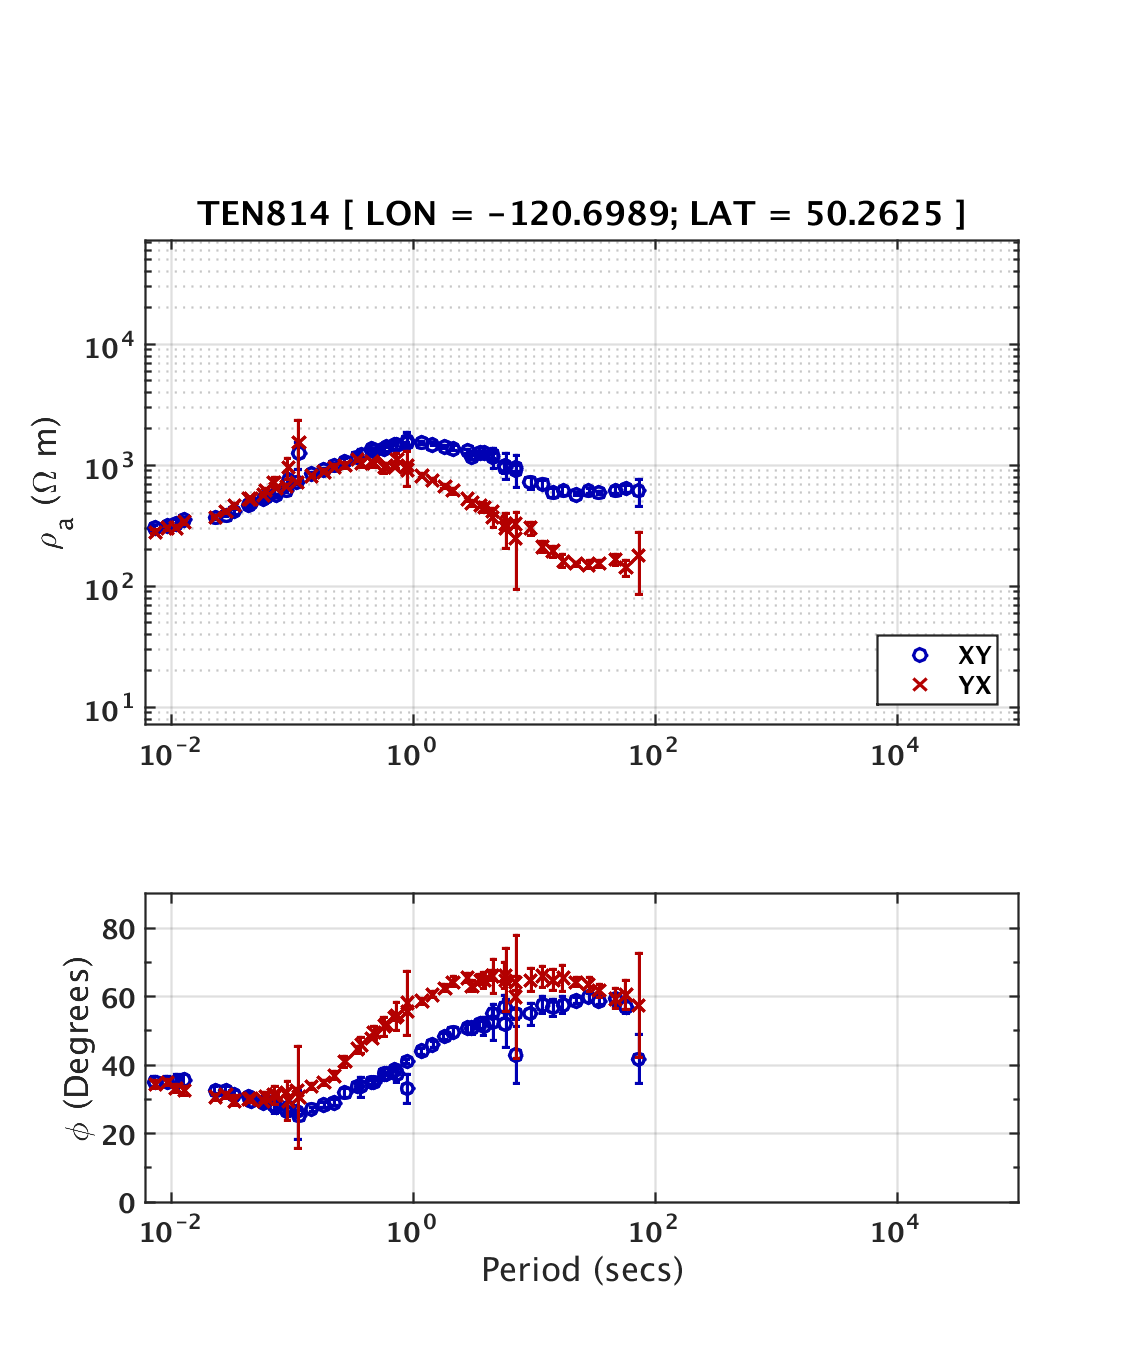 TEN814 [ LON = -120.6989; LAT = 50.2625 ]
ρa (Ω m)
10^4
10^3
10^2
10^1
XY
YX
10^-2 10^0 10^2 10^4
ϕ (Degrees)
80
60
40
20
0
10^-2 10^0 10^2 10^4
Period (secs)